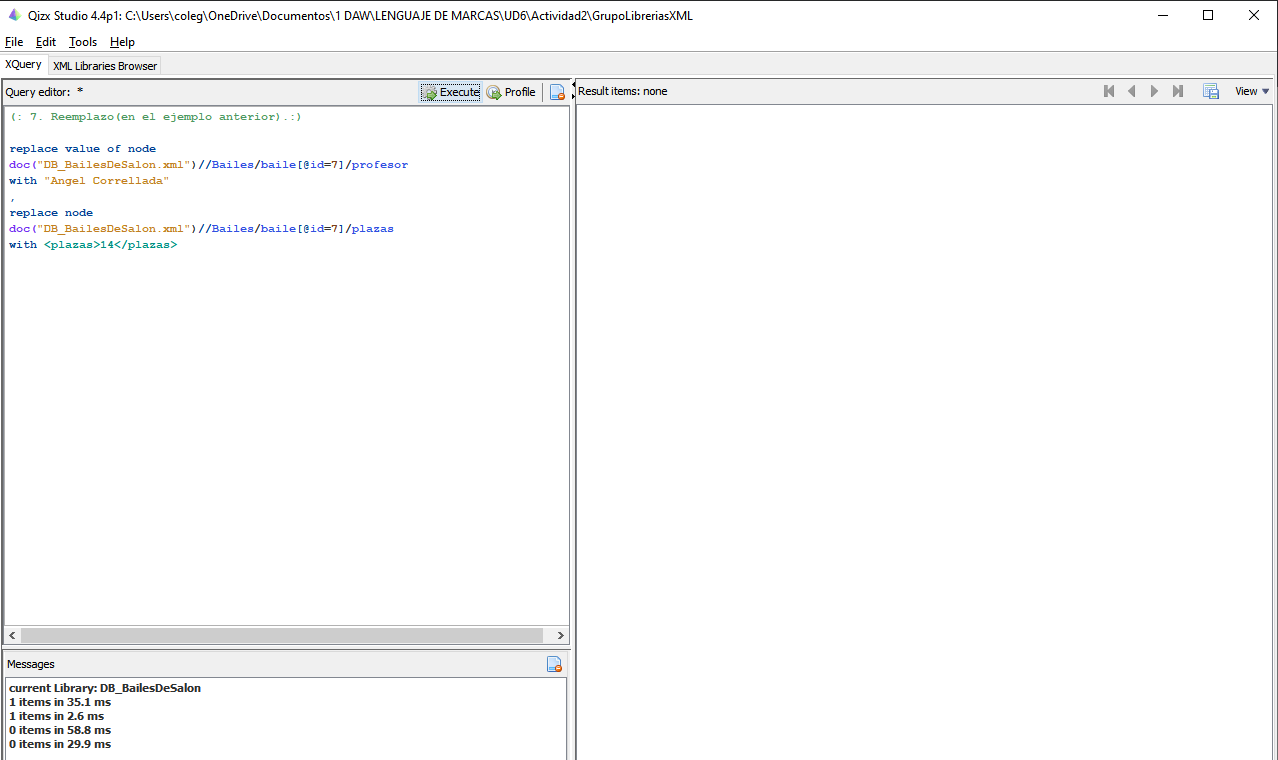 Qizx Studio 4.4p1: C:\Users\coleg\OneDrive\Documentos\1 DAW\LENGUAJE DE MARCAS\UD6\Actividad2\GrupoLibreriasXML
File Edit Tools Help
XQuery XML Libraries Browser
Query editor: * Execute Profile
(: 7. Reemplazo(en el ejemplo anterior).:)
replace value of node
doc("DB_BailesDeSalon.xml")//Bailes/baile[@id=7]/profesor
with "Angel Correllada"
,
replace node
doc("DB_BailesDeSalon.xml")//Bailes/baile[@id=7]/plazas
with <plazas>14</plazas>
Messages
current Library: DB_BailesDeSalon
1 items in 35.1 ms
1 items in 2.6 ms
0 items in 58.8 ms
0 items in 29.9 ms
Result items: none View